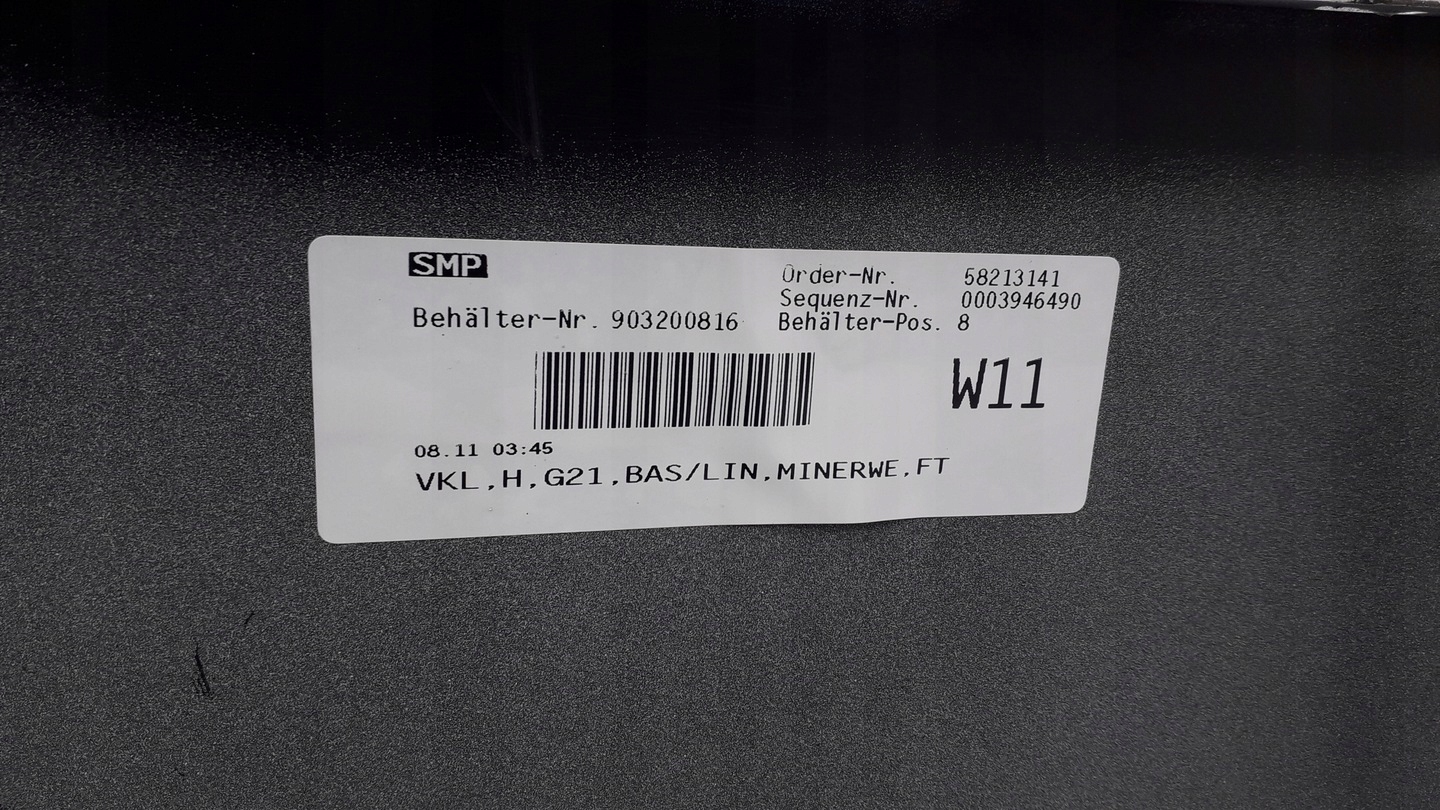 SMP
Order-Nr. 58213141
Sequenz-Nr. 0003946490
Behälter-Nr. 903200816 Behälter-Pos. 8
W11
08.11 03:45
VKL,H,G21,BAS/LIN,MINERWE,FT